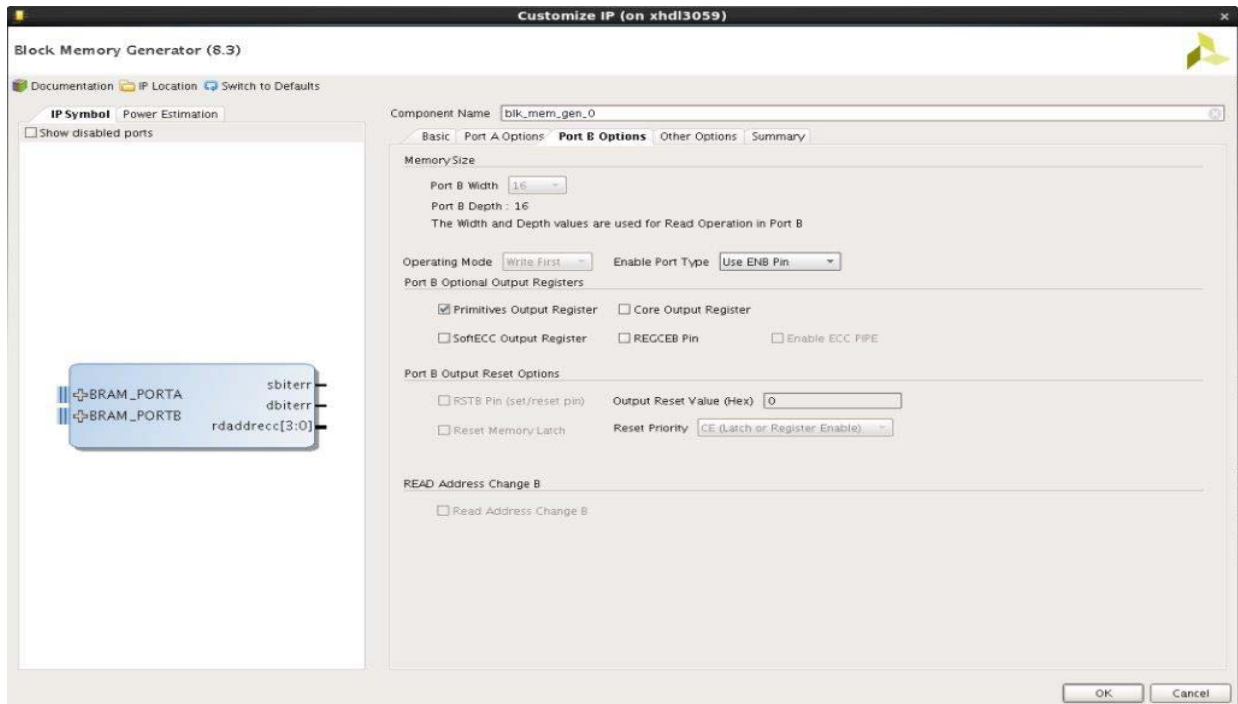 Customize IP (on xhdl3059)
Block Memory Generator (8.3)
Documentation IP Location Switch to Defaults
IP Symbol Power Estimation
Show disabled ports
BRAM_PORTA
BRAM_PORTB
sbiterr
dbiterr
rdaddrecc[3:0]
Component Name blk_mem_gen_0
Basic Port A Options Port B Options Other Options Summary
Memory Size
Port B Width 16
Port B Depth : 16
The Width and Depth values are used for Read Operation in Port B
Operating Mode Write First Enable Port Type Use ENB Pin
Port B Optional Output Registers
Primitives Output Register Core Output Register
SoftECC Output Register REGCEB Pin Enable ECC PIPE
Port B Output Reset Options
RSTB Pin (set/reset pin) Output Reset Value (Hex) 0
Reset Memory Latch Reset Priority CE (Latch or Register Enable)
READ Address Change B
Read Address Change B
OK Cancel